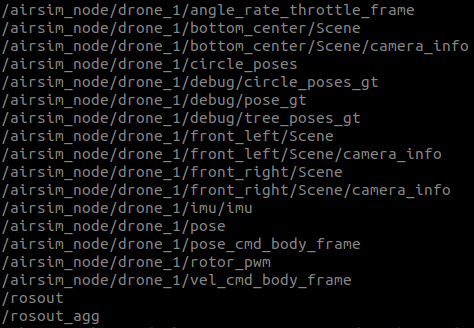 /airsim_node/drone_1/angle_rate_throttle_frame
/airsim_node/drone_1/bottom_center/Scene
/airsim_node/drone_1/bottom_center/Scene/camera_info
/airsim_node/drone_1/circle_poses
/airsim_node/drone_1/debug/circle_poses_gt
/airsim_node/drone_1/debug/pose_gt
/airsim_node/drone_1/debug/tree_poses_gt
/airsim_node/drone_1/front_left/Scene
/airsim_node/drone_1/front_left/Scene/camera_info
/airsim_node/drone_1/front_right/Scene
/airsim_node/drone_1/front_right/Scene/camera_info
/airsim_node/drone_1/imu/imu
/airsim_node/drone_1/pose
/airsim_node/drone_1/pose_cmd_body_frame
/airsim_node/drone_1/rotor_pwm
/airsim_node/drone_1/vel_cmd_body_frame
/rosout
/rosout_agg